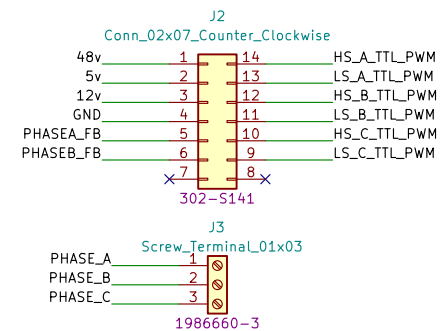 J2
Conn_02x07_Counter_Clockwise
48v 1 14 HS_A_TTL_PWM
5v 2 13 LS_A_TTL_PWM
12v 3 12 HS_B_TTL_PWM
GND 4 11 LS_B_TTL_PWM
PHASEA_FB 5 10 HS_C_TTL_PWM
PHASEB_FB 6 9 LS_C_TTL_PWM
7 8
302-S141
J3
Screw_Terminal_01x03
PHASE_A 1
PHASE_B 2
PHASE_C 3
1986660-3